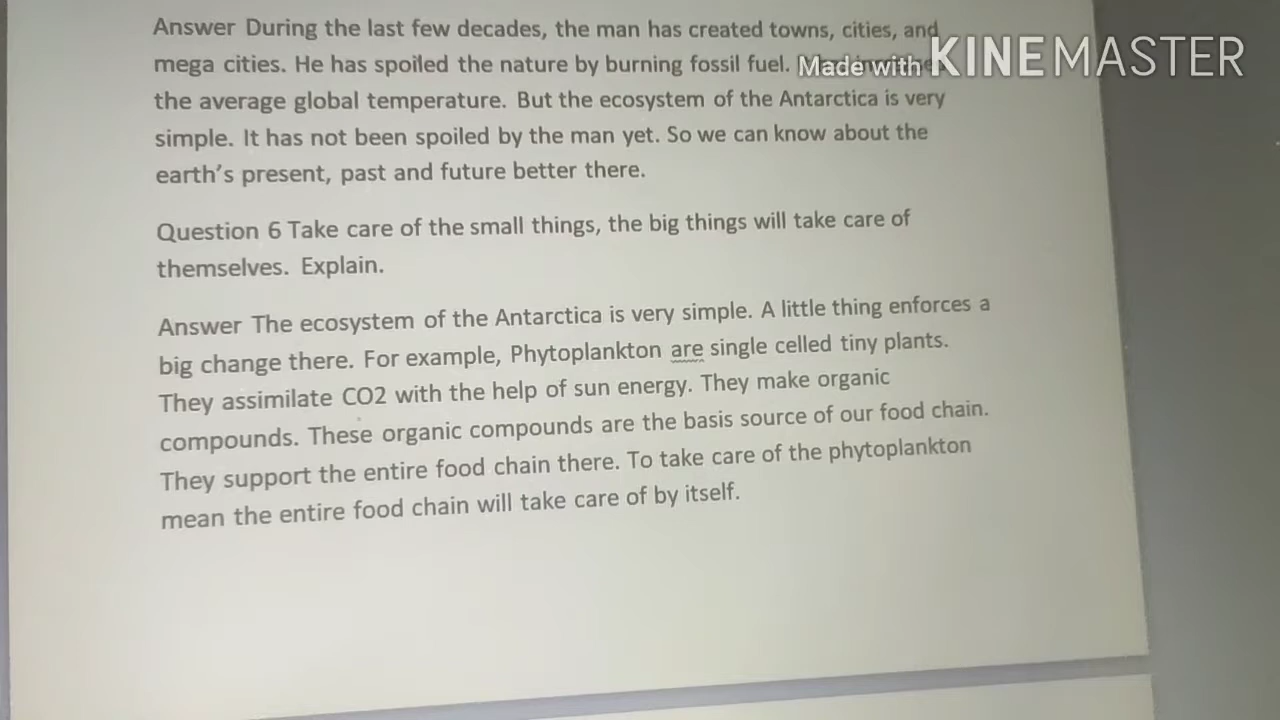 Answer During the last few decades, the man has created towns, cities, and
mega cities. He has spoiled the nature by burning fossil fuel.
Made with KINEMASTER
the average global temperature. But the ecosystem of the Antarctica is very
simple. It has not been spoiled by the man yet. So we can know about the
earth's present, past and future better there.
Question 6 Take care of the small things, the big things will take care of
themselves. Explain.
Answer The ecosystem of the Antarctica is very simple. A little thing enforces a
big change there. For example, Phytoplankton are single celled tiny plants.
They assimilate CO2 with the help of sun energy. They make organic
compounds. These organic compounds are the basis source of our food chain.
They support the entire food chain there. To take care of the phytoplankton
mean the entire food chain will take care of by itself.